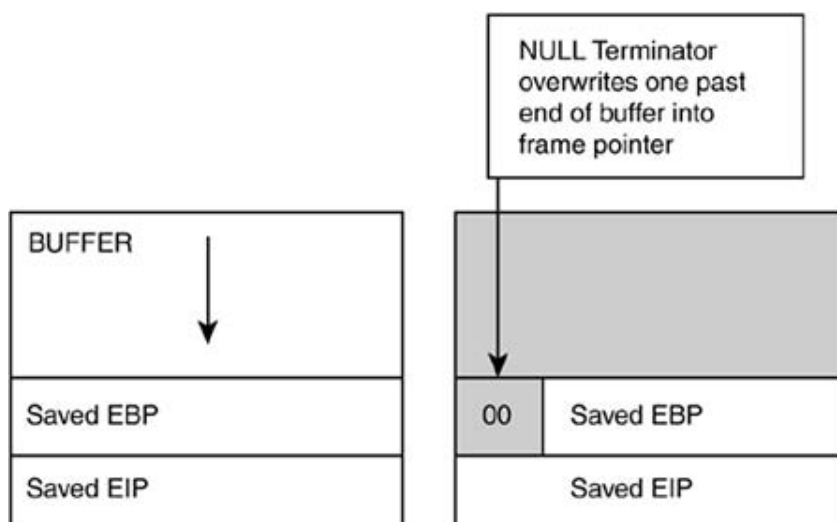 NULL Terminator
overwrites one past
end of buffer into
frame pointer
BUFFER
Saved EBP
Saved EIP
00
Saved EBP
Saved EIP